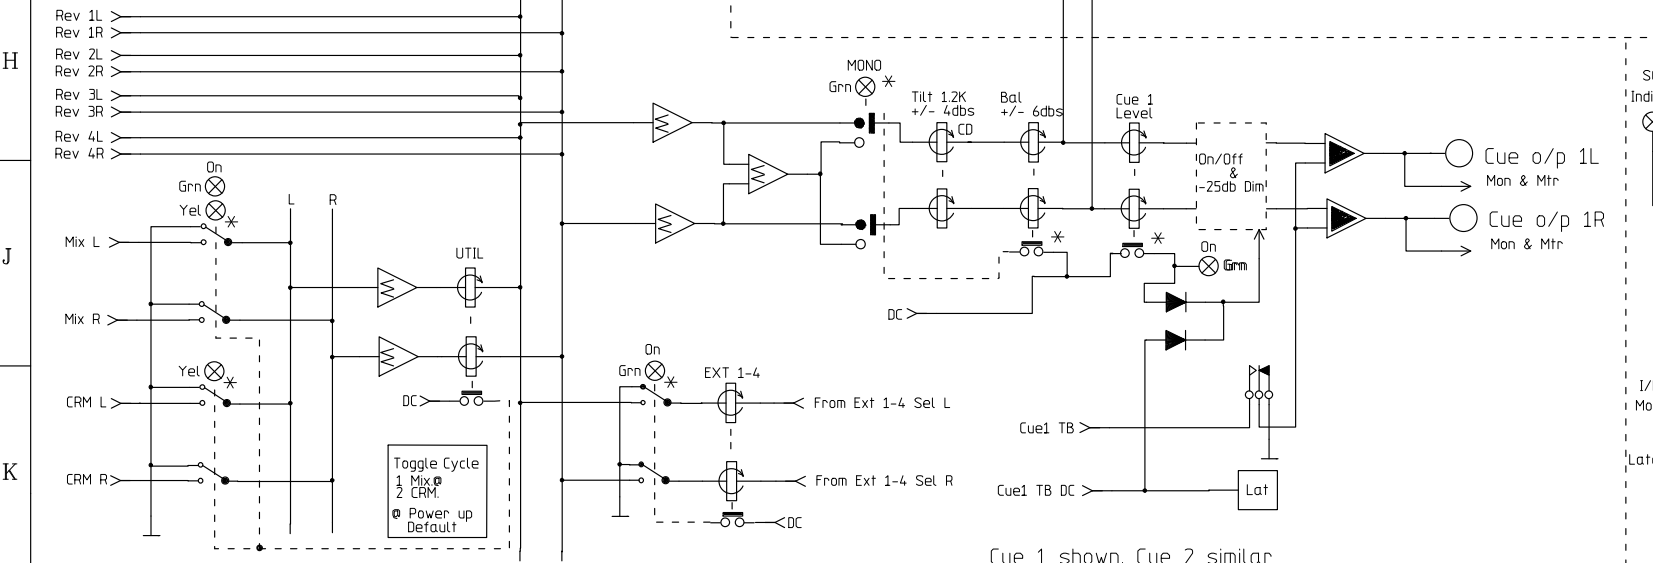 Rev 1L
Rev 1R
Rev 2L
Rev 2R
Rev 3L
Rev 3R
Rev 4L
Rev 4R
H
J
K
On
Grn
Yel
L
R
Mix L
Mix R
Yel
CRM L
CRM R
UTIL
DC
Toggle Cycle
1 Mix.@
2 CRM.
@ Power up
Default
MONO
Grn
Tilt 1.2K
+/- 4dbs
CD
Bal
+/- 6dbs
Cue 1
Level
On/Off
&
-25db Dim
Cue o/p 1L
Mon & Mtr
Cue o/p 1R
Mon & Mtr
On
Grn
DC
On
Grn
EXT 1-4
From Ext 1-4 Sel L
From Ext 1-4 Sel R
DC
Cue1 TB
Cue1 TB DC
Lat
Cue 1 shown. Cue 2 similar
Indi
I/
Mo
Lat